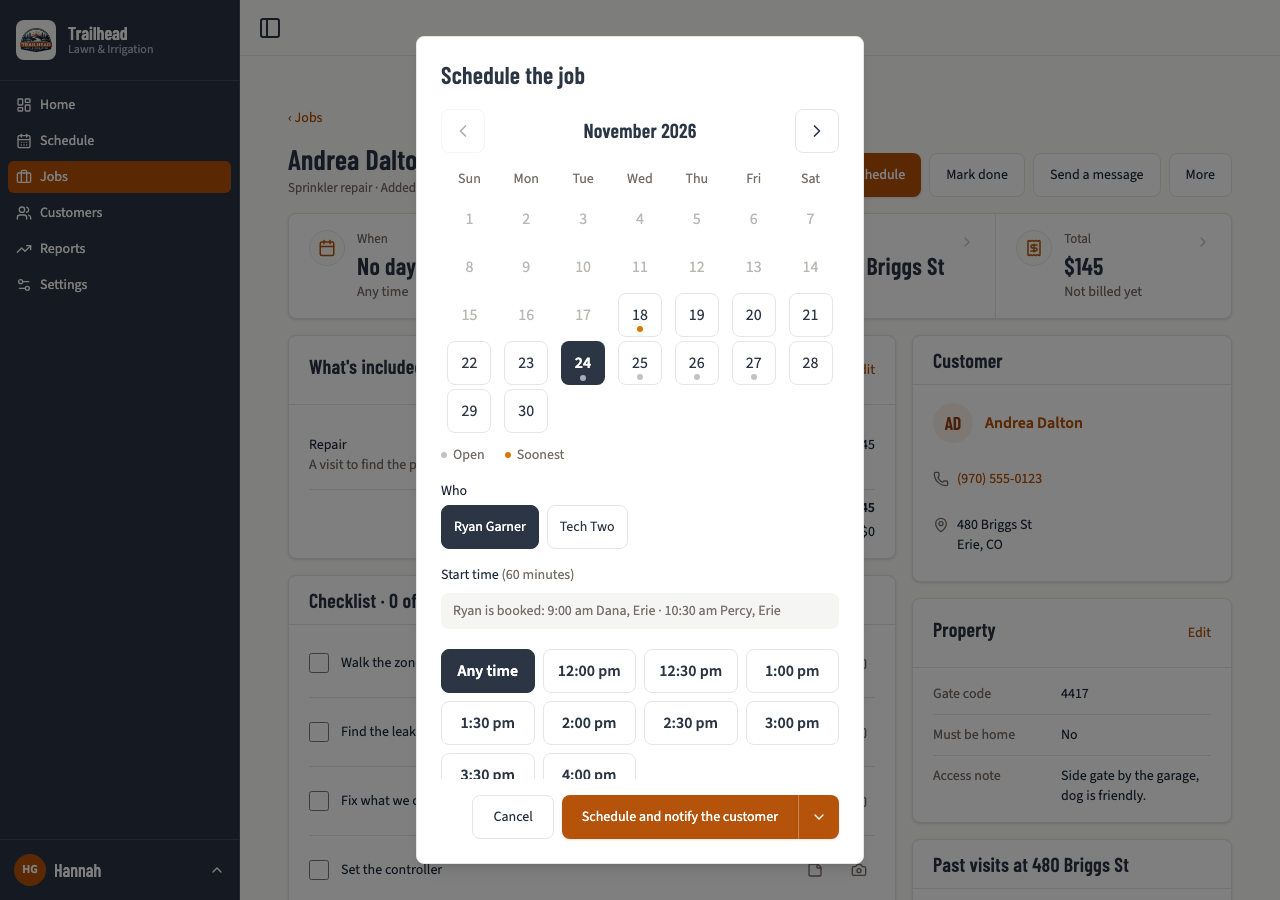 Trailhead
Lawn & Irrigation
Home
Schedule
Jobs
Customers
Reports
Settings
HG Hannah
‹ Jobs
Andrea Dalto
Sprinkler repair · Added
hedule
Mark done
Send a message
More
When
No day
Any time
Briggs St
Total
$145
Not billed yet
What's include
Repair
A visit to find the p
45
45
$0
Checklist · 0 of
Walk the zon
Find the leak
Fix what we c
Set the controller
Customer
AD Andrea Dalton
(970) 555-0123
480 Briggs St
Erie, CO
Property
Edit
Gate code 4417
Must be home No
Access note Side gate by the garage,
dog is friendly.
Past visits at 480 Briggs St
Schedule the job
November 2026
Sun Mon Tue Wed Thu Fri Sat
1 2 3 4 5 6 7
8 9 10 11 12 13 14
15 16 17 18 19 20 21
22 23 24 25 26 27 28
29 30
Open Soonest
Who
Ryan Garner Tech Two
Start time (60 minutes)
Ryan is booked: 9:00 am Dana, Erie · 10:30 am Percy, Erie
Any time 12:00 pm 12:30 pm 1:00 pm
1:30 pm 2:00 pm 2:30 pm 3:00 pm
3:30 pm 4:00 pm
Cancel Schedule and notify the customer